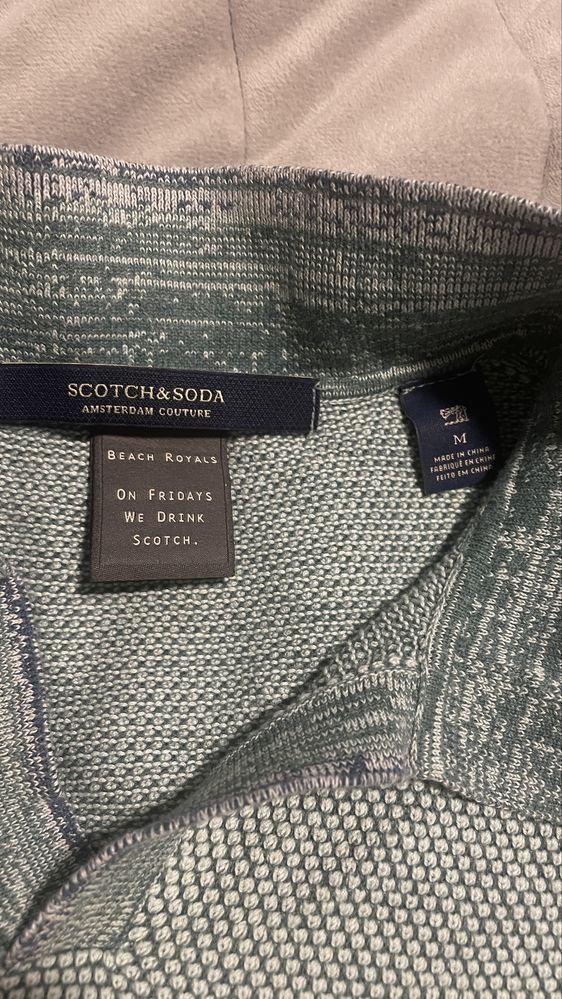 SCOTCH&SODA
AMSTERDAM COUTURE
BEACH ROYALS
ON FRIDAYS
WE DRINK
SCOTCH.
M
MADE IN CHINA
FABRIQUÉ EN CHINE
FEITO EM CHINA